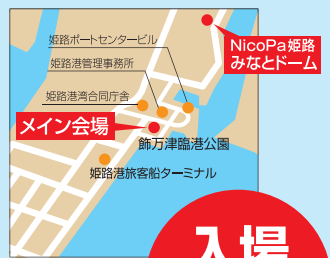 姫路ポートセンタービル
NicoPa姫路
みなとドーム
姫路港管理事務所
姫路港湾合同庁舎
メイン会場
飾万津臨港公園
姫路港旅客船ターミナル
入場